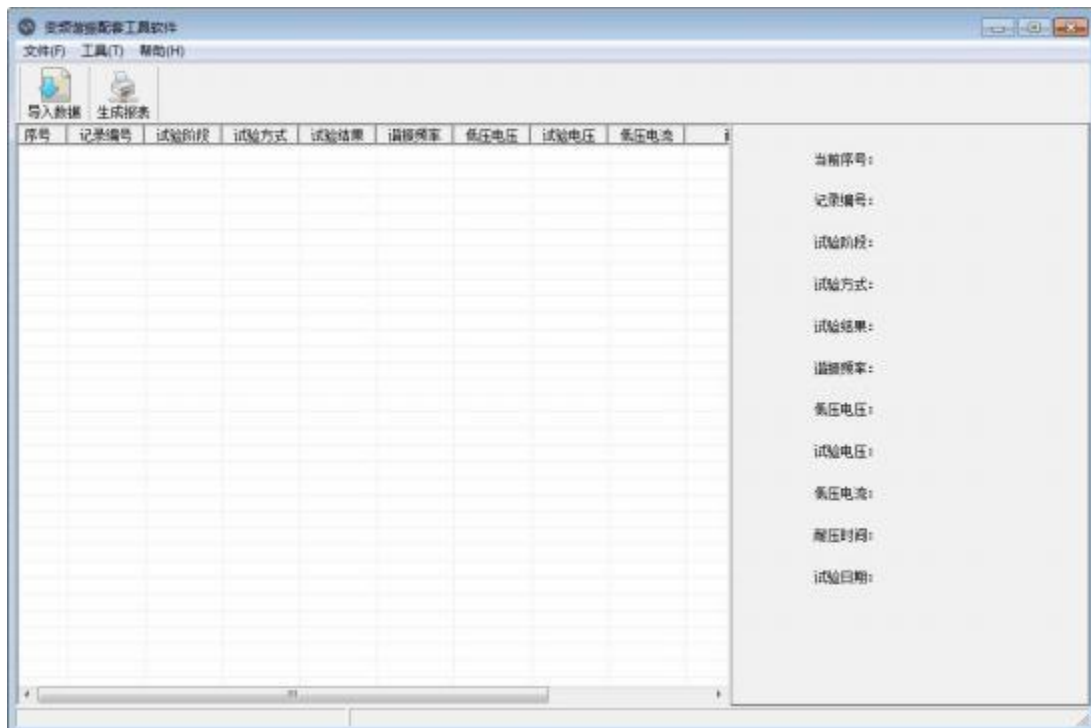 变频谐振配套工具软件
文件(F) 工具(T) 帮助(H)
导入数据 生成报表
序号 记录编号 试验阶段 试验方式 试验结果 谐振频率 低压电压 试验电压 低压电流
当前序号:
记录编号:
试验阶段:
试验方式:
试验结果:
谐振频率:
低压电压:
试验电压:
低压电流:
耐压时间:
试验日期: